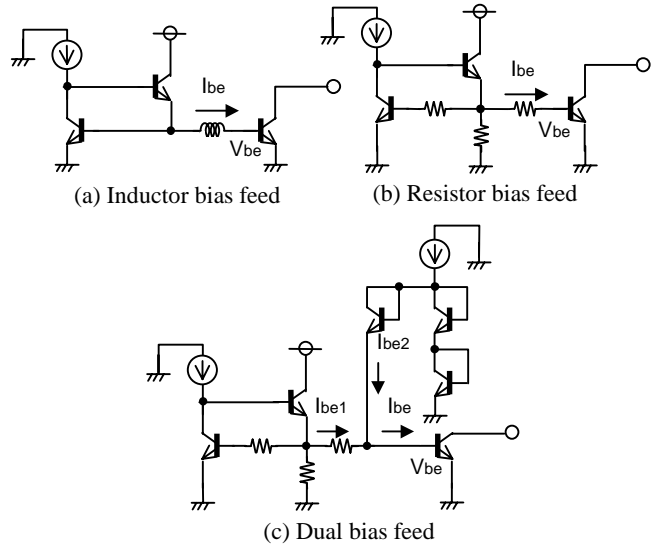 Ibe
Vbe
(a) Inductor bias feed
Ibe
Vbe
(b) Resistor bias feed
Ibe2
Ibe1
Ibe
Vbe
(c) Dual bias feed